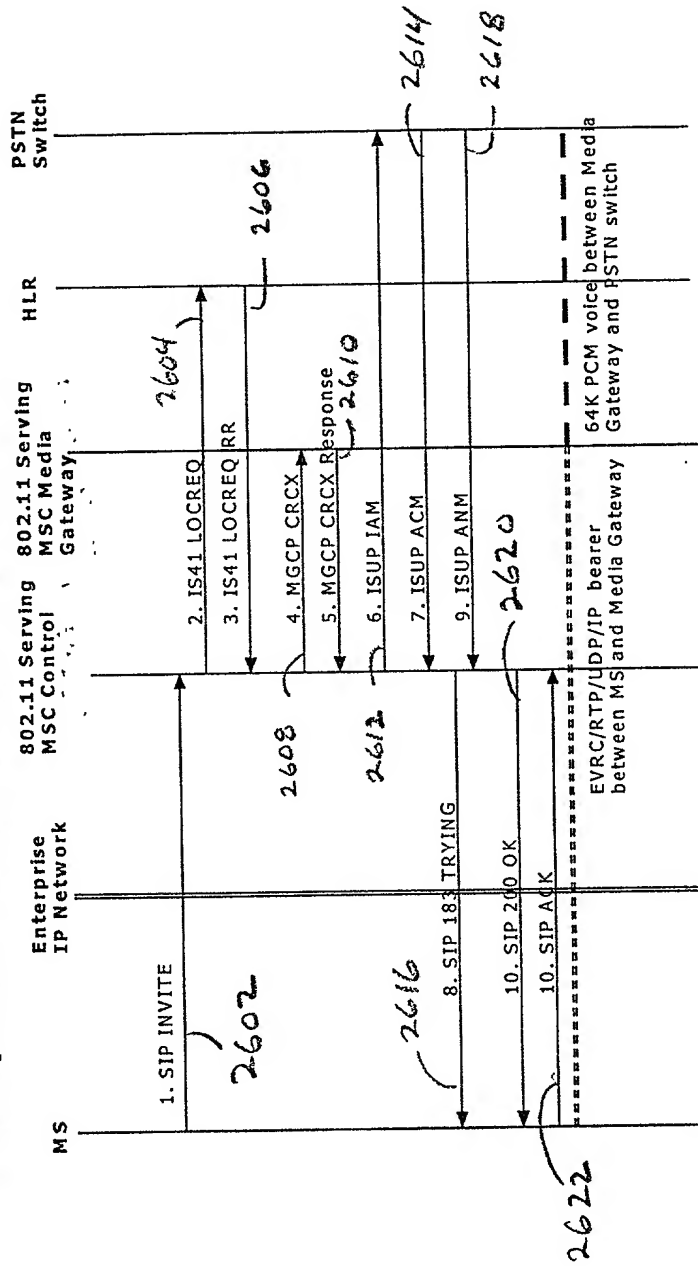 MS
Enterprise
IP Network
802.11 Serving
MSC Control
802.11 Serving
MSC Media
Gateway
HLR
PSTN
Switch
1. SIP INVITE
2602
2. IS41 LOCREQ
2604
3. IS41 LOCREQ RR
2606
4. MGCP CRCX
2608
5. MGCP CRCX Response
2610
6. ISUP IAM
2612
7. ISUP ACM
2614
8. SIP 183 TRYING
2616
9. ISUP ANM
2618
10. SIP 200 OK
2620
10. SIP ACK
2622
EVRC/RTP/UDP/IP bearer
between MS and Media Gateway
64K PCM voice between Media
Gateway and PSTN switch